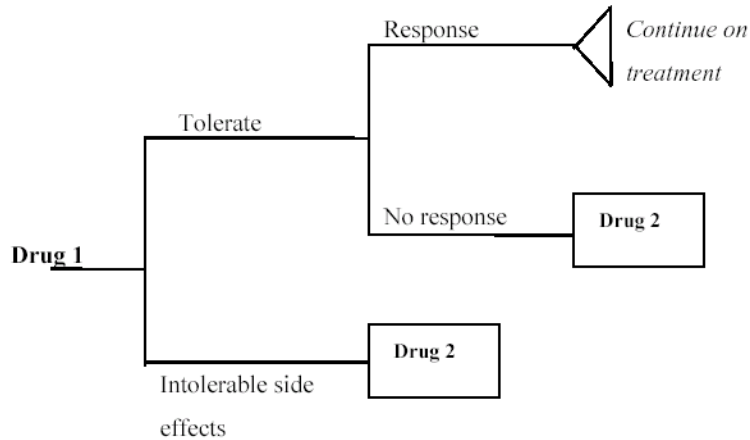 Response
Continue on
treatment
Tolerate
No response
Drug 2
Drug 1
Drug 2
Intolerable side
effects